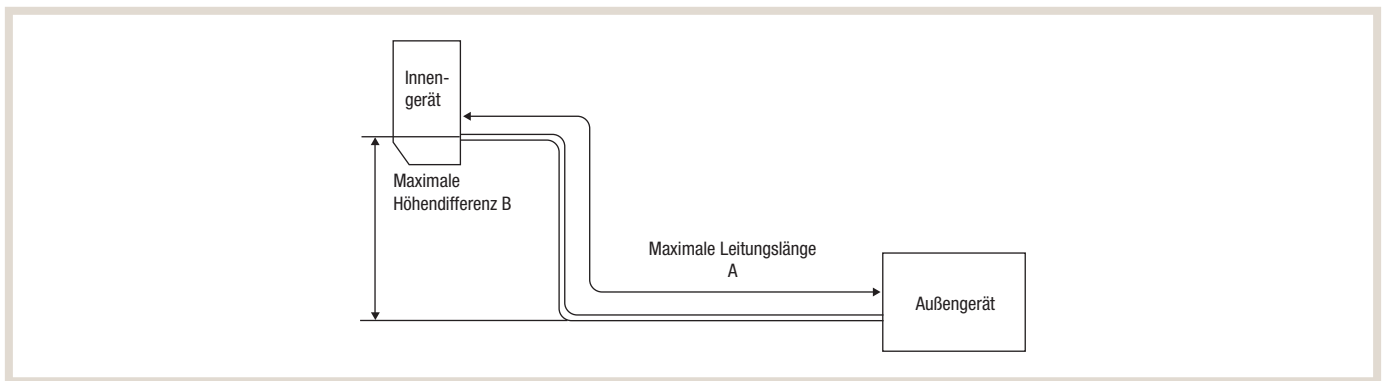 Innen-
gerät
Maximale
Höhendifferenz B
Maximale Leitungslänge
A
Außengerät